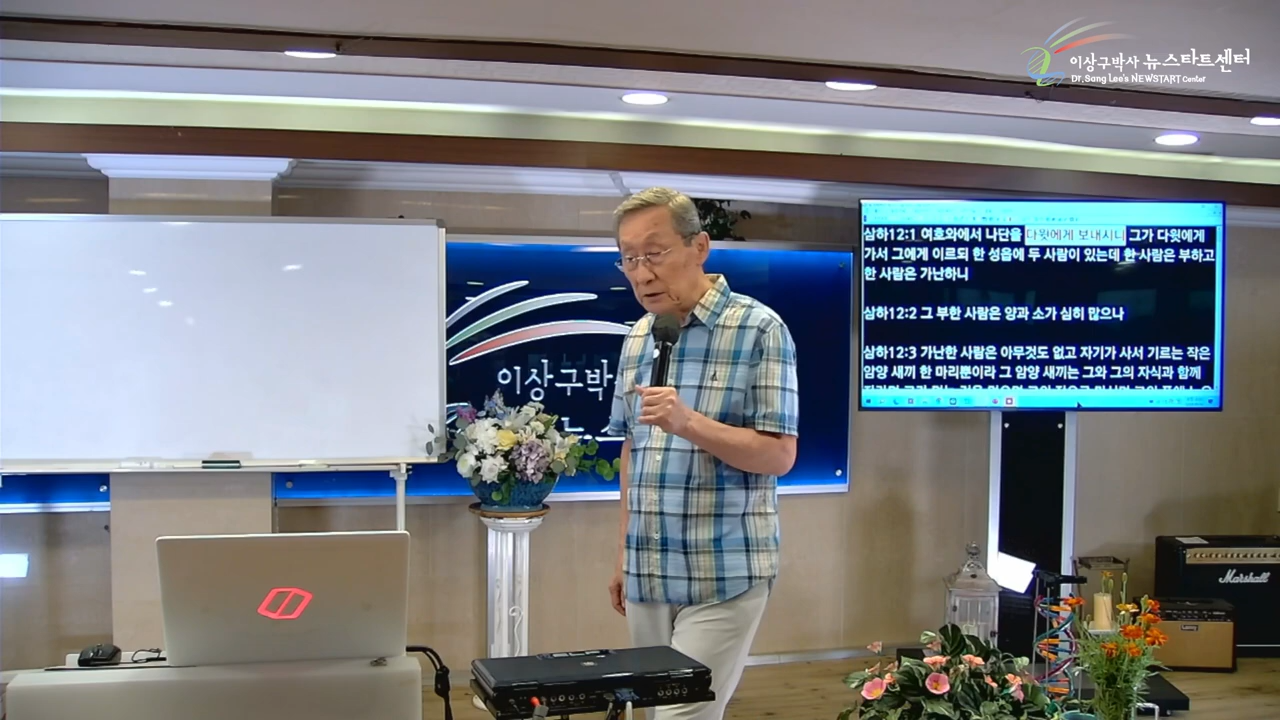 이상구박사 뉴스타트센터
Dr. Sang Lee's NEWSTART Center
삼하12:1 여호와께서 나단을 다윗에게 보내시니 그가 다윗에게
가서 그에게 이르되 한 성읍에 두 사람이 있는데 한 사람은 부하고
한 사람은 가난하니
삼하12:2 그 부한 사람은 양과 소가 심히 많으나
삼하12:3 가난한 사람은 아무것도 없고 자기가 사서 기르는 작은
암양 새끼 한 마리뿐이라 그 암양 새끼는 그와 그의 자식과 함께
이상구박
Marshall